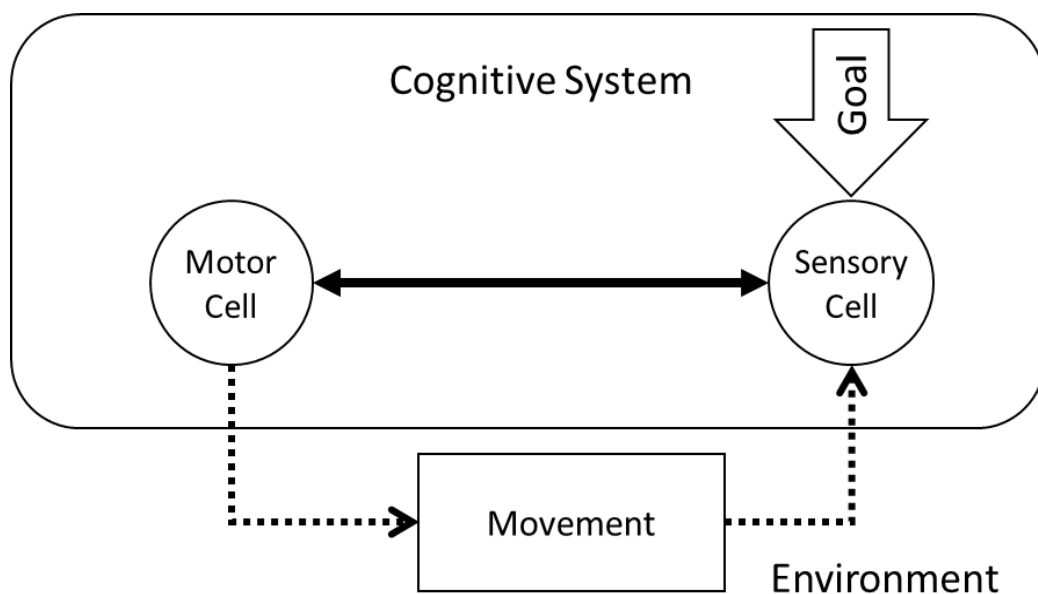 Cognitive System
Goal
Motor
Cell
Sensory
Cell
Movement
Environment